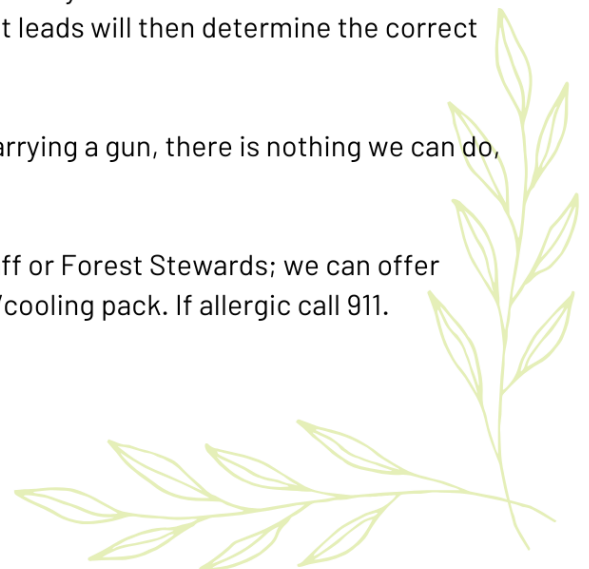 t leads will then determine the correct
arrying a gun, there is nothing we can do,
ff or Forest Stewards; we can offer
/cooling pack. If allergic call 911.